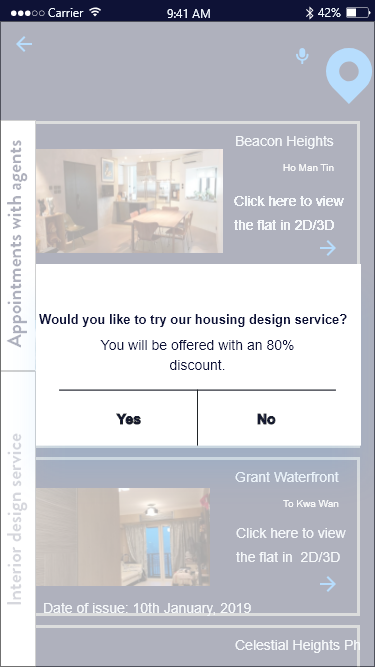 Carrier
9:41 AM
42%
Beacon Heights
Ho Man Tin
Click here to view
the flat in 2D/3D
Appointments with agents
Would you like to try our housing design service?
You will be offered with an 80%
discount.
Yes
No
Interior design service
Grant Waterfront
To Kwa Wan
Click here to view
the flat in 2D/3D
Date of issue: 10th January, 2019
Celestial Heights Ph